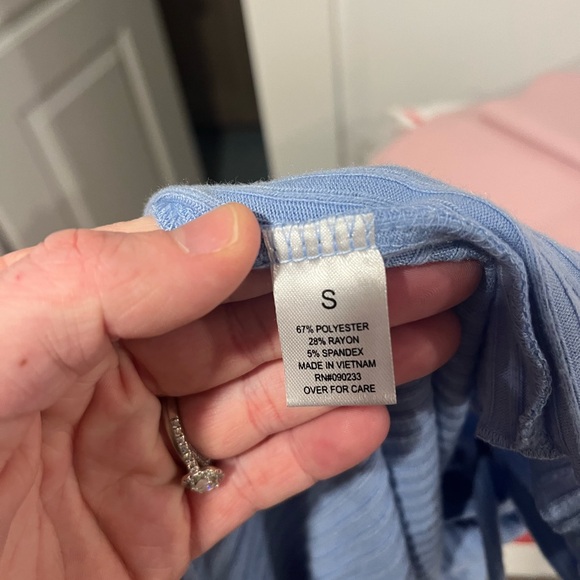 S
67% POLYESTER
28% RAYON
5% SPANDEX
MADE IN VIETNAM
RN#090233
OVER FOR CARE